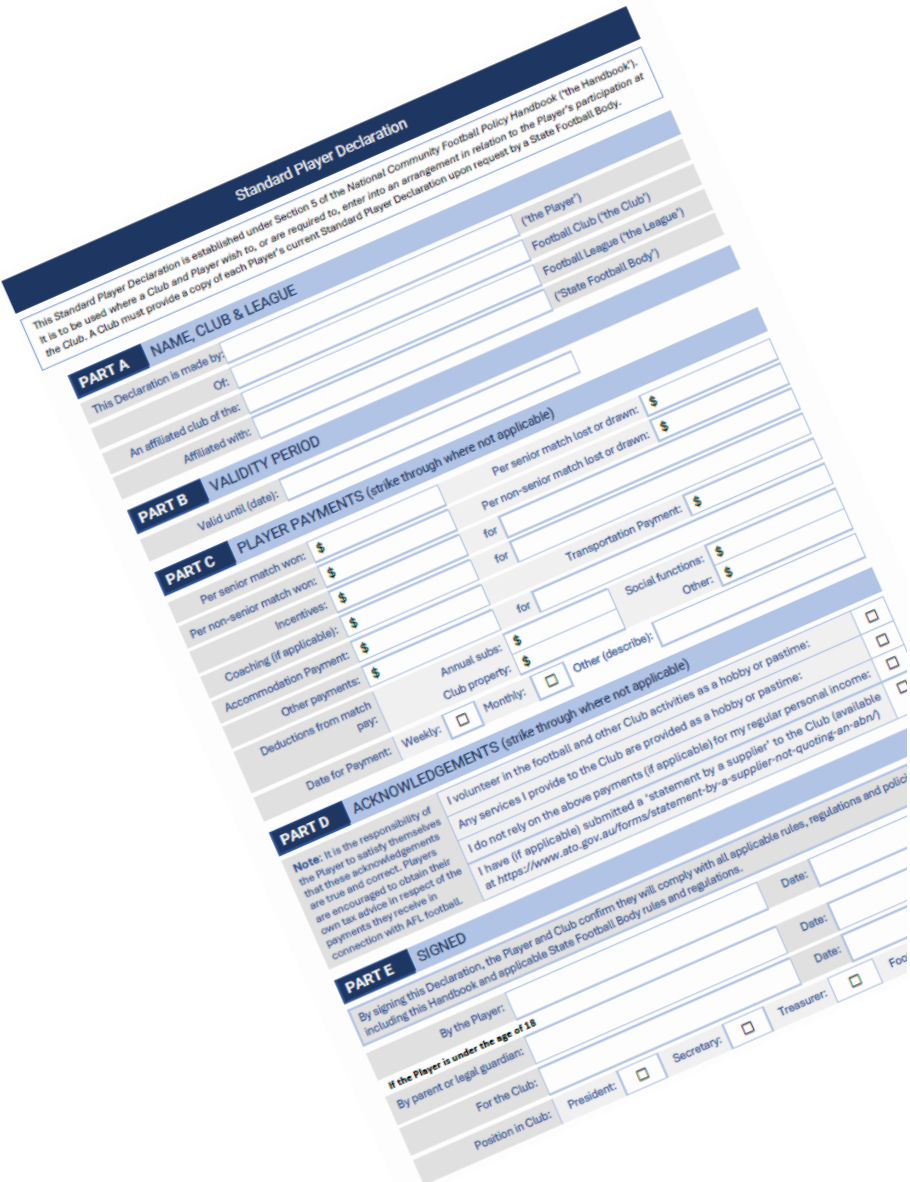 Standard Player Declaration
This Standard Player Declaration is established under Section 5 of the National Community Football Policy Handbook ('the Handbook').
It is to be used where a Club and Player wish to, or are required to, enter into an arrangement in relation to the Player's participation at
the Club. A Club must provide a copy of each Player's current Standard Player Declaration upon request by a State Football Body.
PART A NAME, CLUB & LEAGUE
This Declaration is made by: ('the Player')
Of: Football Club ('the Club')
An affiliated club of the: Football League ('the League')
Affiliated with: ('State Football Body')
PART B VALIDITY PERIOD
Valid until (date):
PART C PLAYER PAYMENTS (strike through where not applicable)
Per senior match won: $ Per senior match lost or drawn: $
Per non-senior match won: $ Per non-senior match lost or drawn: $
Incentives: $ for
Coaching (if applicable): $ for
Accommodation Payment: $ Transportation Payment: $
Other payments: $ for
Deductions from match Annual subs: $ Social functions: $
pay: Club property: $ Other: $
Date for Payment: Weekly: ☐ Monthly: ☐ Other (describe):
PART D ACKNOWLEDGEMENTS (strike through where not applicable)
Note: It is the responsibility of
the Player to satisfy themselves
that these acknowledgements
are true and correct. Players
are encouraged to obtain their
own tax advice in respect of the
payments they receive in
connection with AFL football.
I volunteer in the football and other Club activities as a hobby or pastime: ☐
Any services I provide to the Club are provided as a hobby or pastime: ☐
I do not rely on the above payments (if applicable) for my regular personal income: ☐
I have (if applicable) submitted a 'statement by a supplier' to the Club (available ☐
at https://www.ato.gov.au/forms/statement-by-a-supplier-not-quoting-an-abn/)
PART E SIGNED
By signing this Declaration, the Player and Club confirm they will comply with all applicable rules, regulations and polici
including this Handbook and applicable State Football Body rules and regulations.
By the Player: Date:
If the Player is under the age of 18
By parent or legal guardian: Date:
For the Club: Date:
Position in Club: President: ☐ Secretary: ☐ Treasurer: ☐ Foo